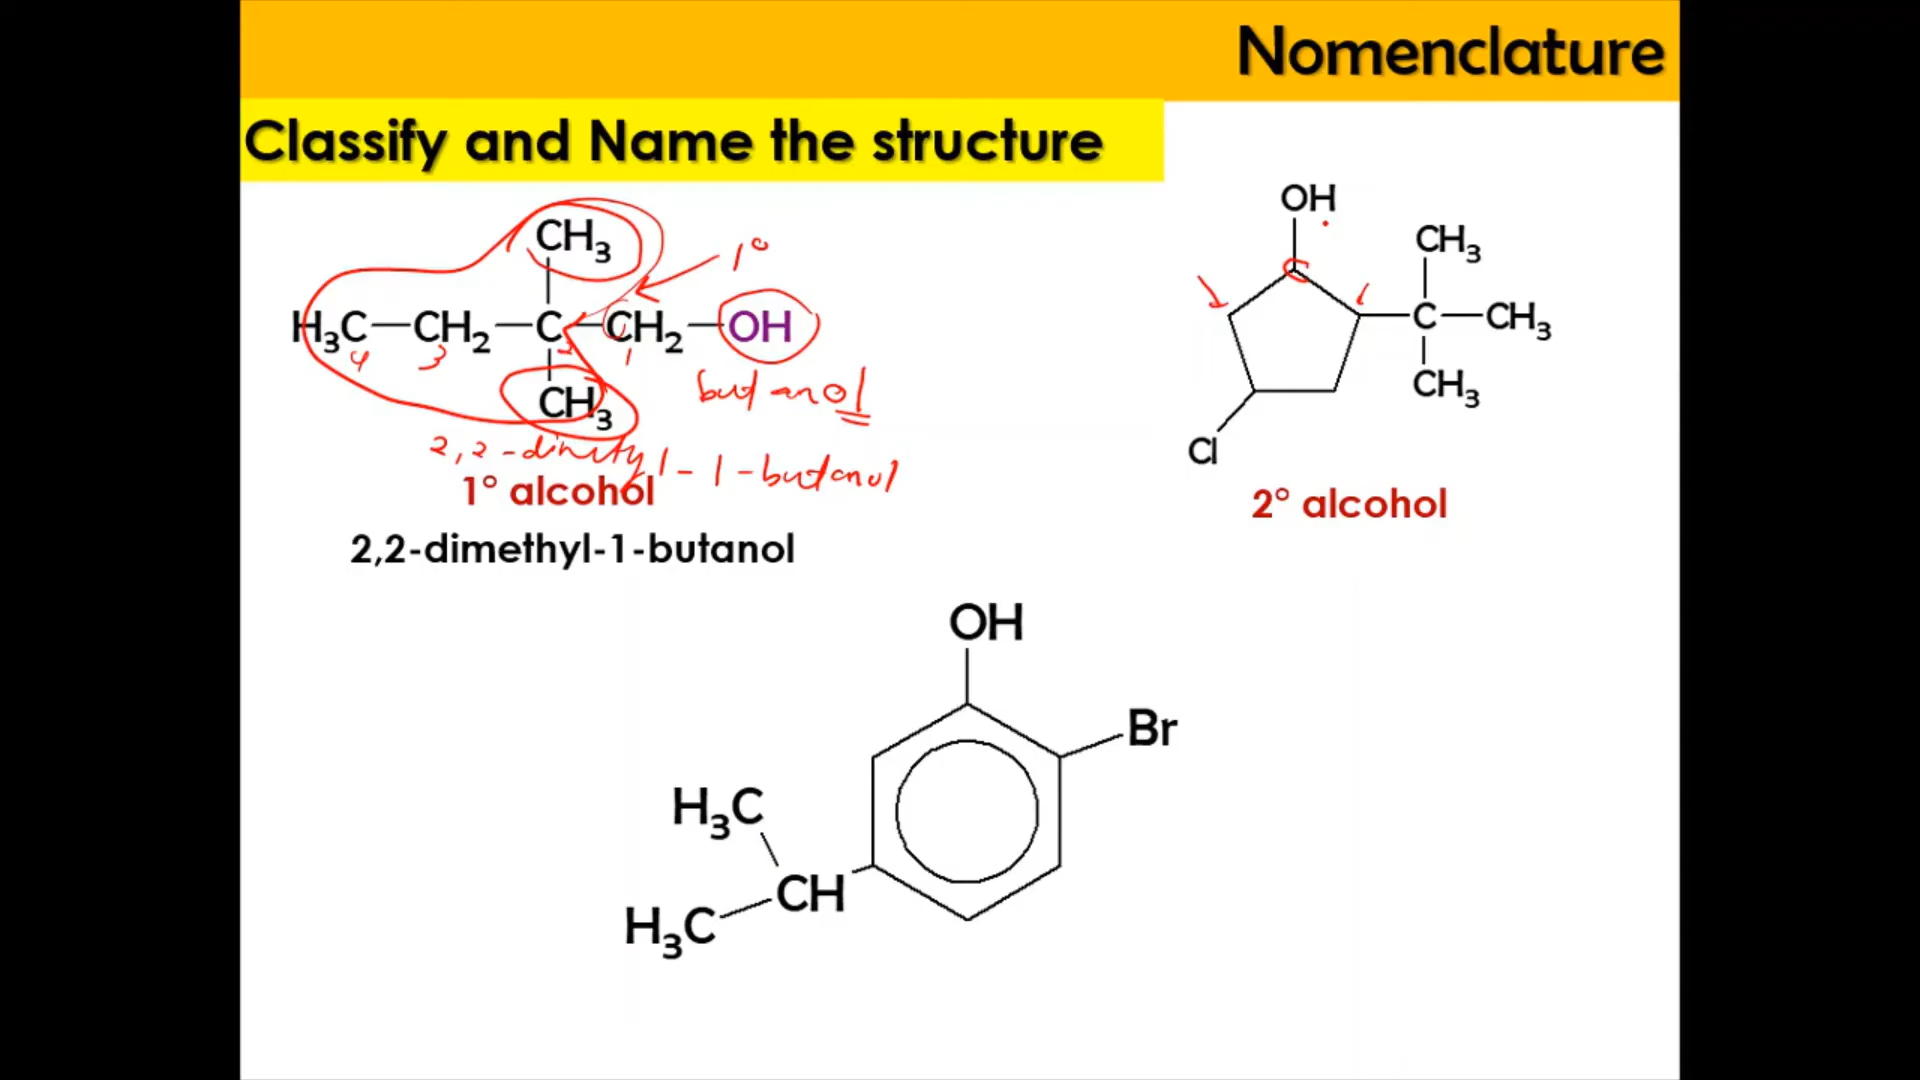 Nomenclature
Classify and Name the structure
CH3
1°
H3C—CH2—C—CH2—OH
4 3 2 1
CH3
butanol
2,2-dimethyl-1-butanol
1° alcohol
2,2-dimethyl-1-butanol
OH
CH3
C—CH3
CH3
Cl
2° alcohol
OH
Br
H3C
CH
H3C